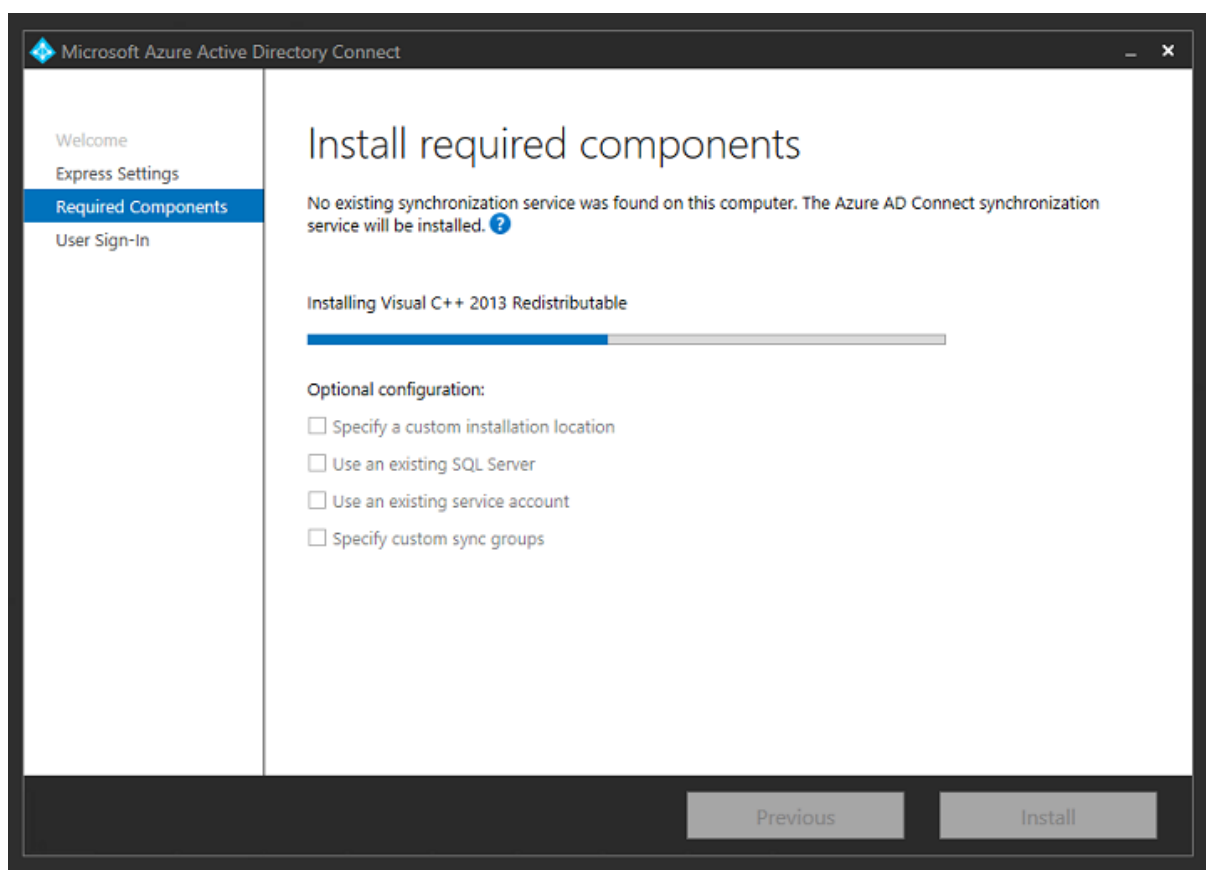 Microsoft Azure Active Directory Connect
Welcome
Express Settings
Required Components
User Sign-In
Install required components
No existing synchronization service was found on this computer. The Azure AD Connect synchronization
service will be installed. ?
Installing Visual C++ 2013 Redistributable
Optional configuration:
Specify a custom installation location
Use an existing SQL Server
Use an existing service account
Specify custom sync groups
Previous
Install